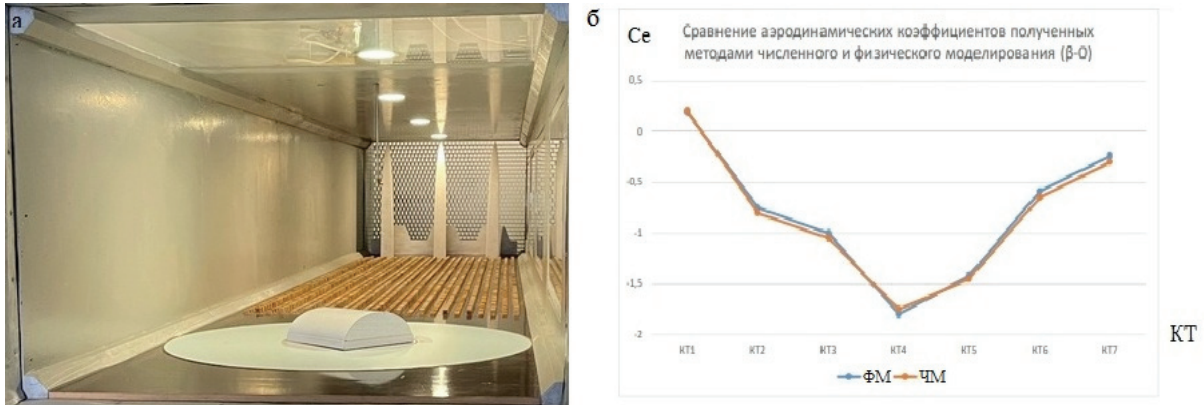 а
б
Се
Сравнение аэродинамических коэффициентов полученных
методами численного и физического моделирования (β-0)
0,5
0
-0,5
-1
-1,5
-2
КТ1 КТ2 КТ3 КТ4 КТ5 КТ6 КТ7
КТ
ФМ ЧМ